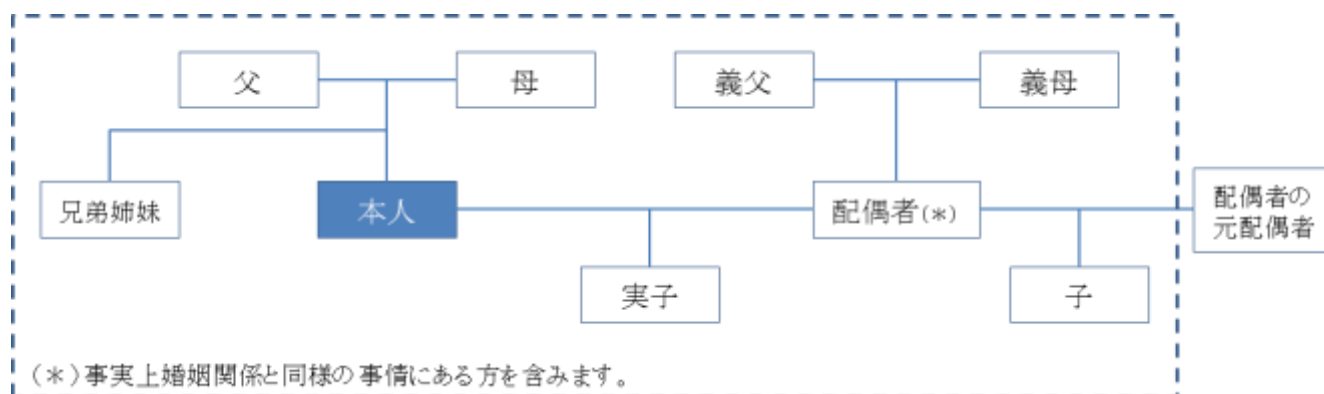 父
母
義父
義母
兄弟姉妹
本人
配偶者(*)
配偶者の
元配偶者
実子
子
(*)事実上婚姻関係と同様の事情にある方を含みます。